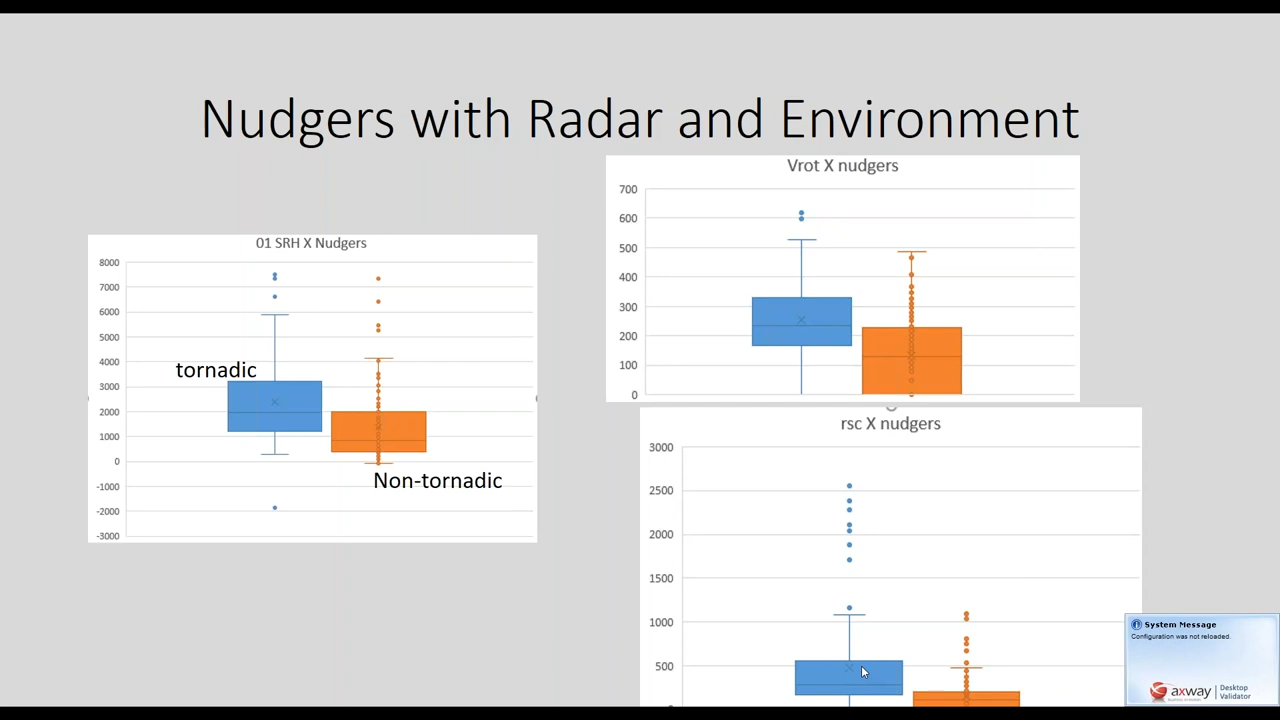 Nudgers with Radar and Environment
01 SRH X Nudgers
8000
7000
6000
5000
4000
3000
2000
1000
0
-1000
-2000
-3000
tornadic
Non-tornadic
Vrot X nudgers
700
600
500
400
300
200
100
0
rsc X nudgers
3000
2500
2000
1500
1000
500
System Message
Configuration was not reloaded.
axway
Desktop
Validator